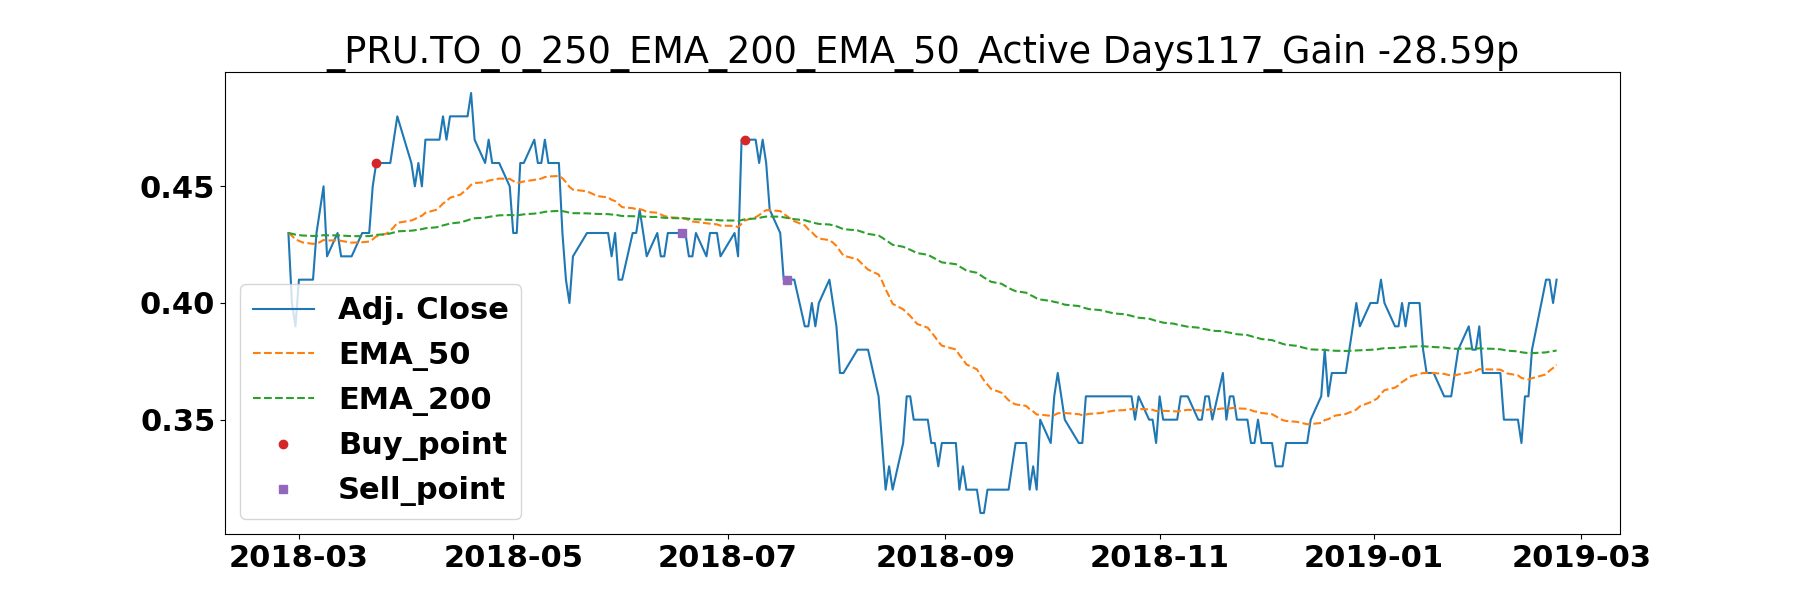 _PRU.TO_0_250_EMA_200_EMA_50_Active Days117_Gain -28.59p
0.45
0.40
0.35
Adj. Close
EMA_50
EMA_200
Buy_point
Sell_point
2018-03 2018-05 2018-07 2018-09 2018-11 2019-01 2019-03